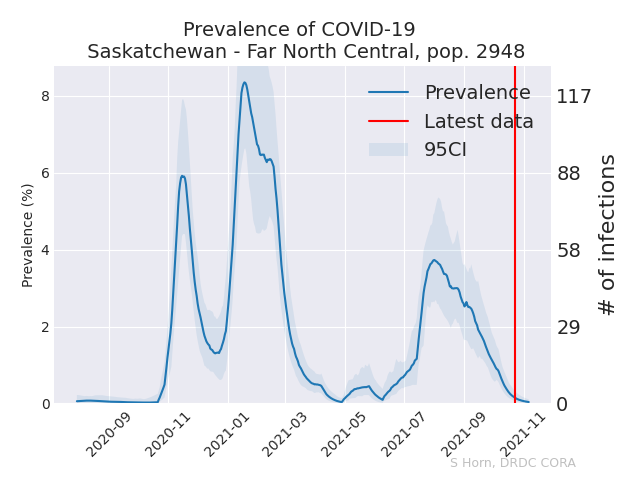 Prevalence of COVID-19
Saskatchewan - Far North Central, pop. 2948
Prevalence (%)
8
6
4
2
0
Prevalence
Latest data
95CI
117
88
58
29
0
# of infections
2020-09
2020-11
2021-01
2021-03
2021-05
2021-07
2021-09
2021-11
S Horn, DRDC CORA